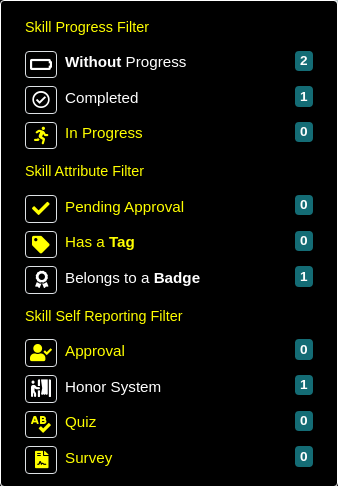 Skill Progress Filter
Without Progress 2
Completed 1
In Progress 0
Skill Attribute Filter
Pending Approval 0
Has a Tag 0
Belongs to a Badge 1
Skill Self Reporting Filter
Approval 0
Honor System 1
AB Quiz 0
Survey 0